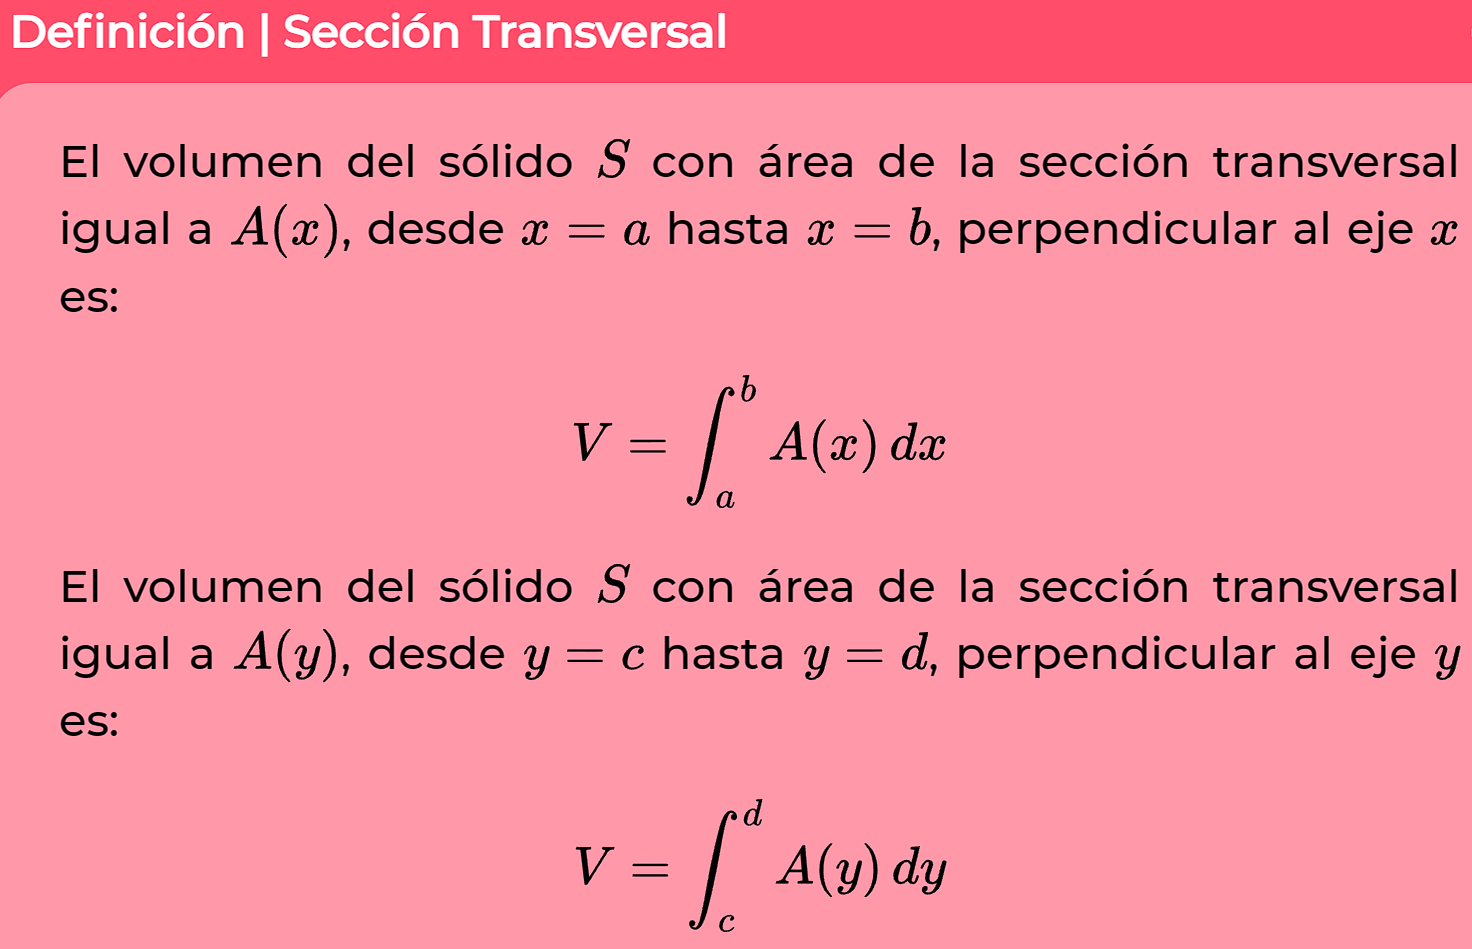 Definición | Sección Transversal
El volumen del sólido S con área de la sección transversal
igual a A(x), desde x = a hasta x = b, perpendicular al eje x
es:
V = ∫_a^b A(x) dx
El volumen del sólido S con área de la sección transversal
igual a A(y), desde y = c hasta y = d, perpendicular al eje y
es:
V = ∫_c^d A(y) dy